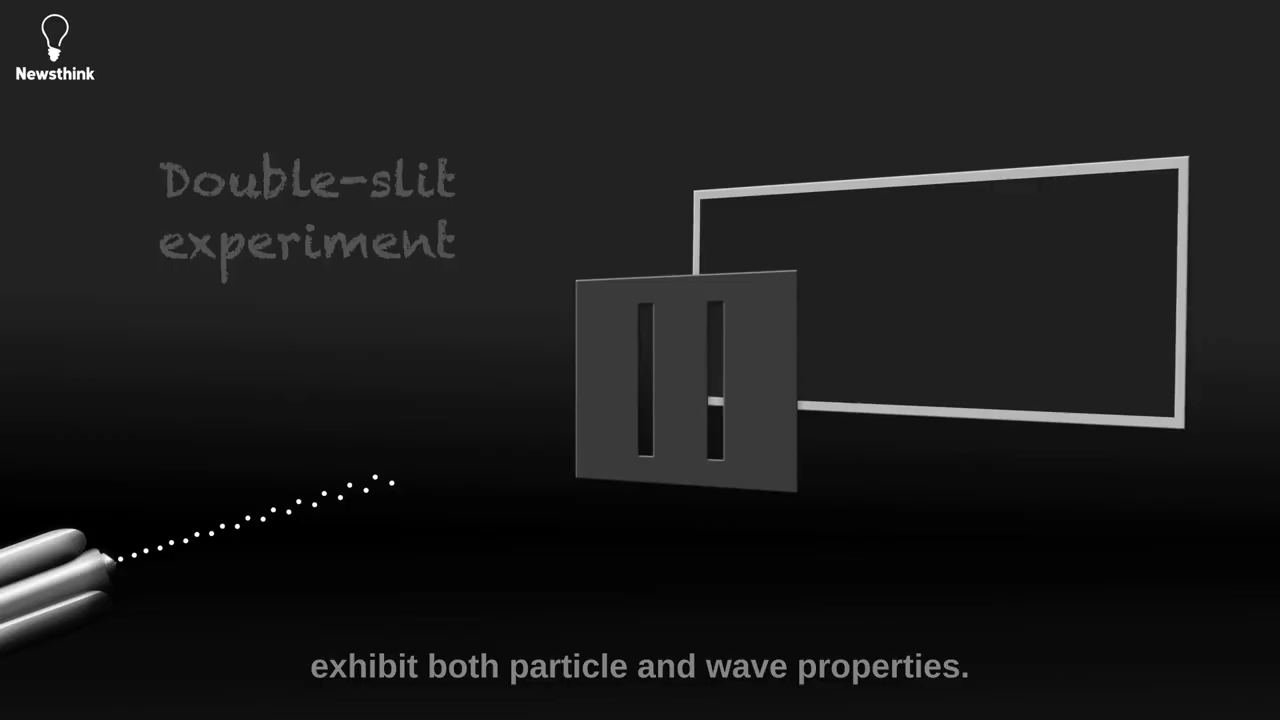 Newsthink
Double-slit
experiment
exhibit both particle and wave properties.